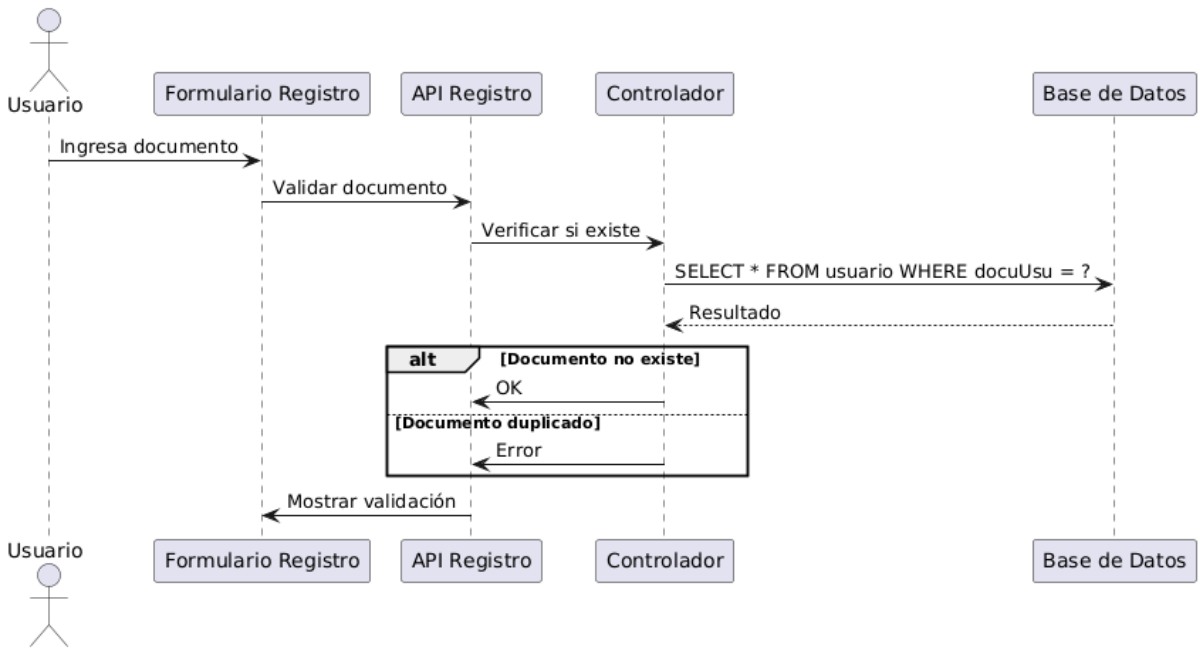 Usuario
Formulario Registro
API Registro
Controlador
Base de Datos
Ingresa documento
Validar documento
Verificar si existe
SELECT * FROM usuario WHERE docuUsu = ?
Resultado
alt
[Documento no existe]
OK
[Documento duplicado]
Error
Mostrar validación
Usuario
Formulario Registro
API Registro
Controlador
Base de Datos